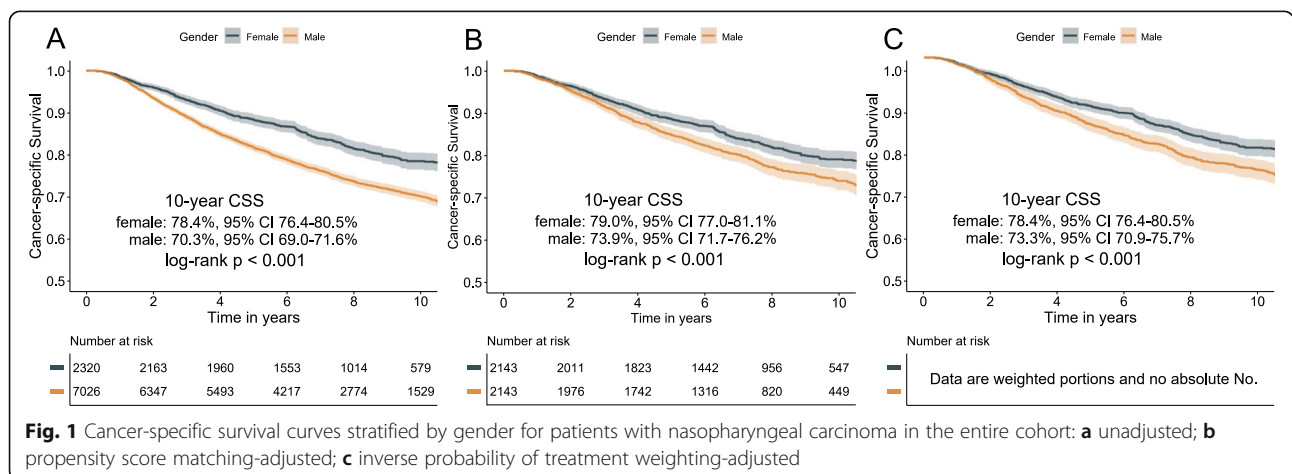 A
Gender Female Male
Cancer-specific Survival
1.0
0.9
0.8
0.7
0.6
0.5
10-year CSS
female: 78.4%, 95% CI 76.4-80.5%
male: 70.3%, 95% CI 69.0-71.6%
log-rank p < 0.001
0 2 4 6 8 10
Time in years
Number at risk
2320 2163 1960 1553 1014 579
7026 6347 5493 4217 2774 1529
B
Gender Female Male
Cancer-specific Survival
1.0
0.9
0.8
0.7
0.6
0.5
10-year CSS
female: 79.0%, 95% CI 77.0-81.1%
male: 73.9%, 95% CI 71.7-76.2%
log-rank p < 0.001
0 2 4 6 8 10
Time in years
Number at risk
2143 2011 1823 1442 956 547
2143 1976 1742 1316 820 449
C
Gender Female Male
Cancer-specific Survival
1.0
0.9
0.8
0.7
0.6
0.5
10-year CSS
female: 78.4%, 95% CI 76.4-80.5%
male: 73.3%, 95% CI 70.9-75.7%
log-rank p < 0.001
0 2 4 6 8 10
Time in years
Number at risk
Data are weighted portions and no absolute No.
Fig. 1 Cancer-specific survival curves stratified by gender for patients with nasopharyngeal carcinoma in the entire cohort: a unadjusted; b
propensity score matching-adjusted; c inverse probability of treatment weighting-adjusted